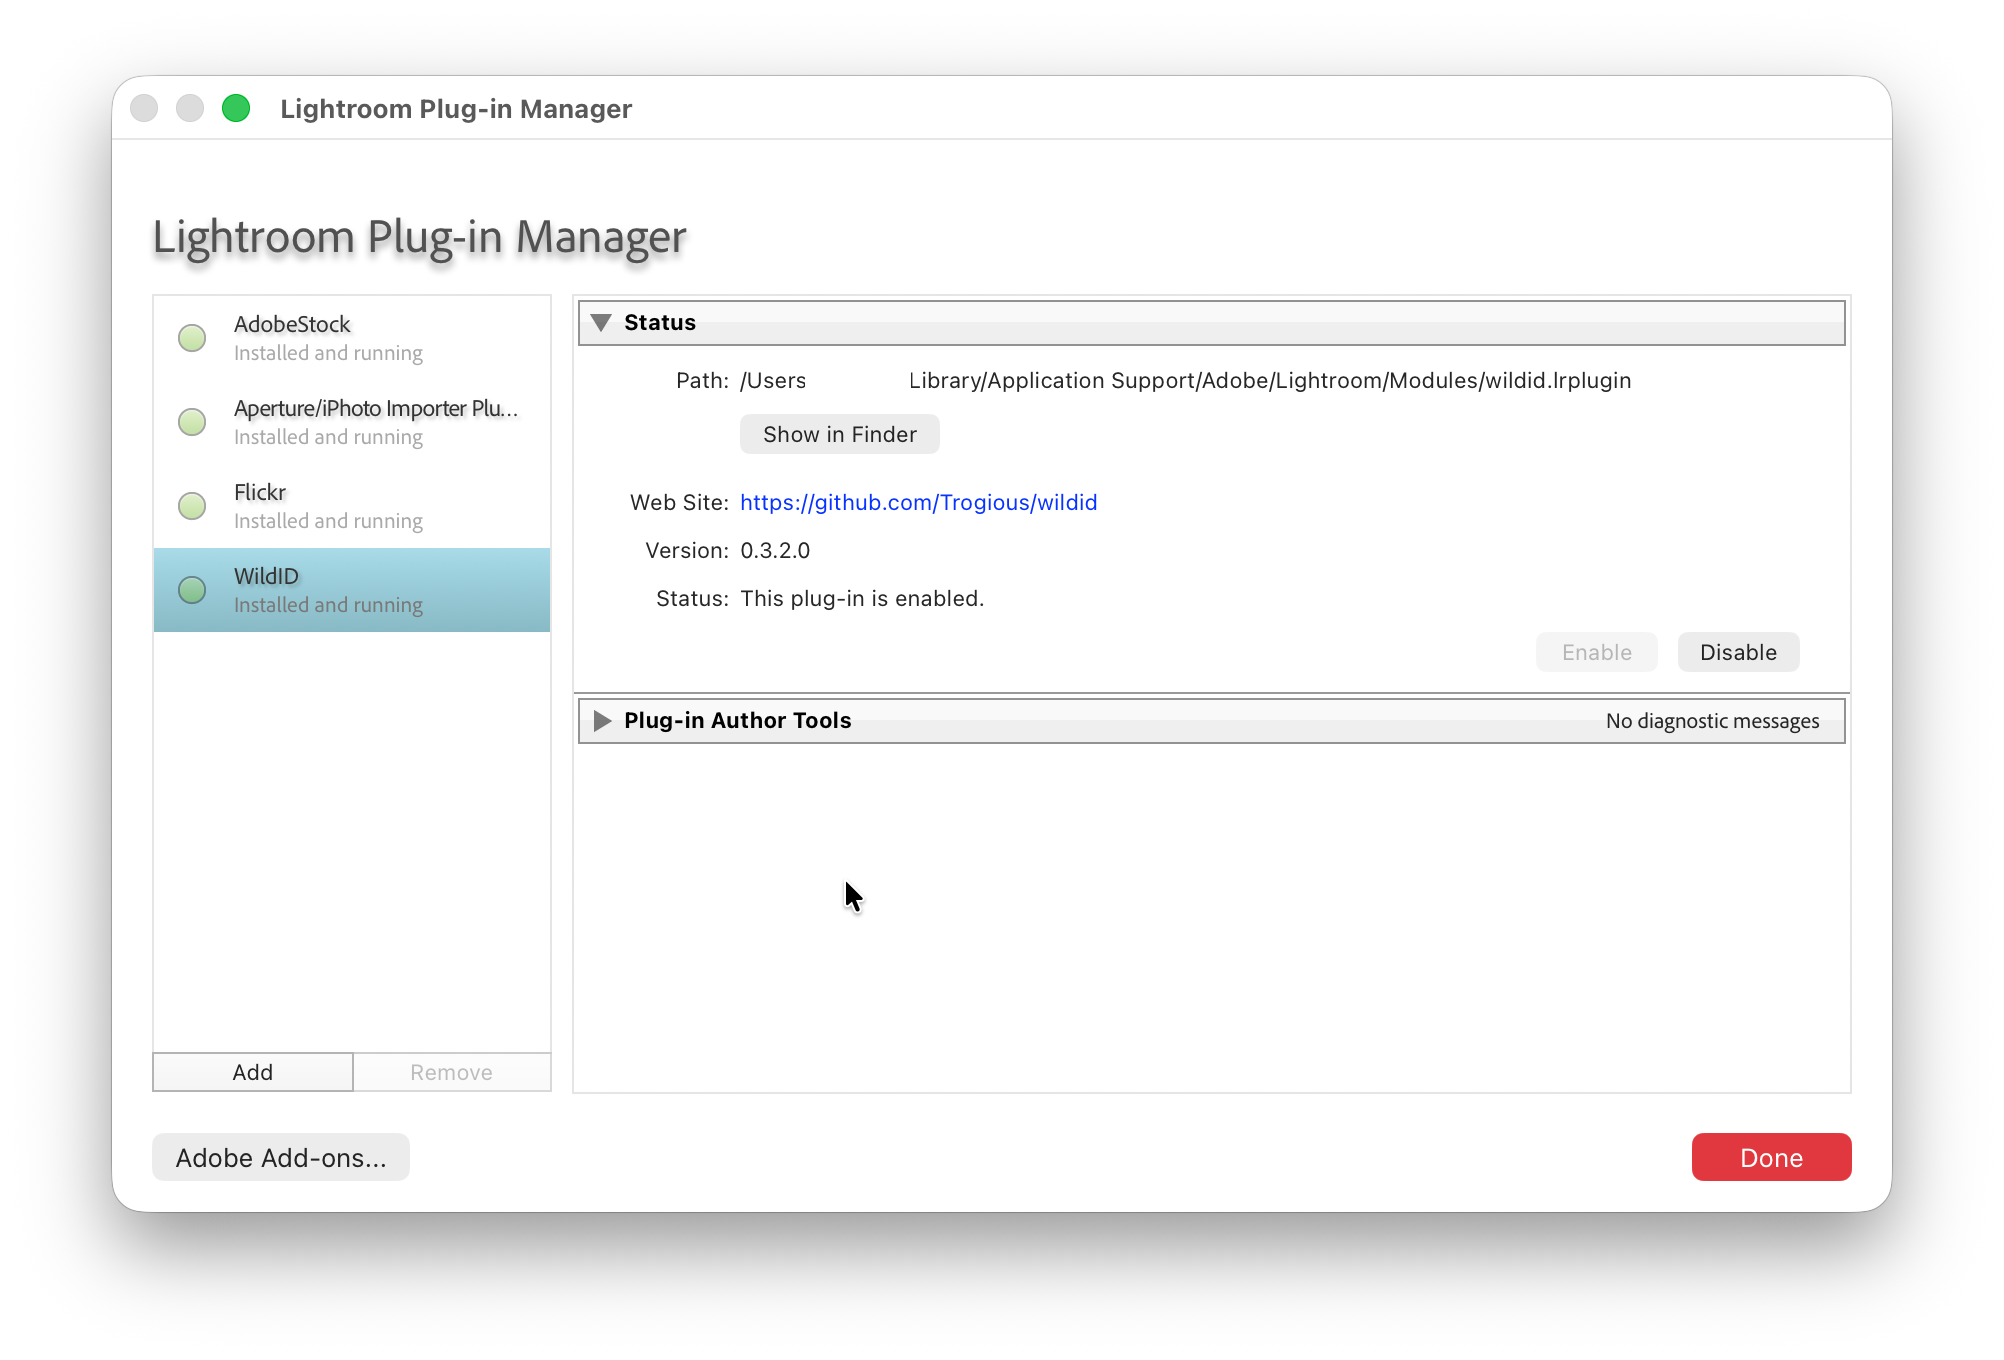 Lightroom Plug-in Manager
Lightroom Plug-in Manager
AdobeStock
Installed and running
Aperture/iPhoto Importer Plu...
Installed and running
Flickr
Installed and running
WildID
Installed and running
Add
Remove
Status
Path: /Users Library/Application Support/Adobe/Lightroom/Modules/wildid.lrplugin
Show in Finder
Web Site: https://github.com/Trogious/wildid
Version: 0.3.2.0
Status: This plug-in is enabled.
Enable
Disable
Plug-in Author Tools
No diagnostic messages
Adobe Add-ons...
Done